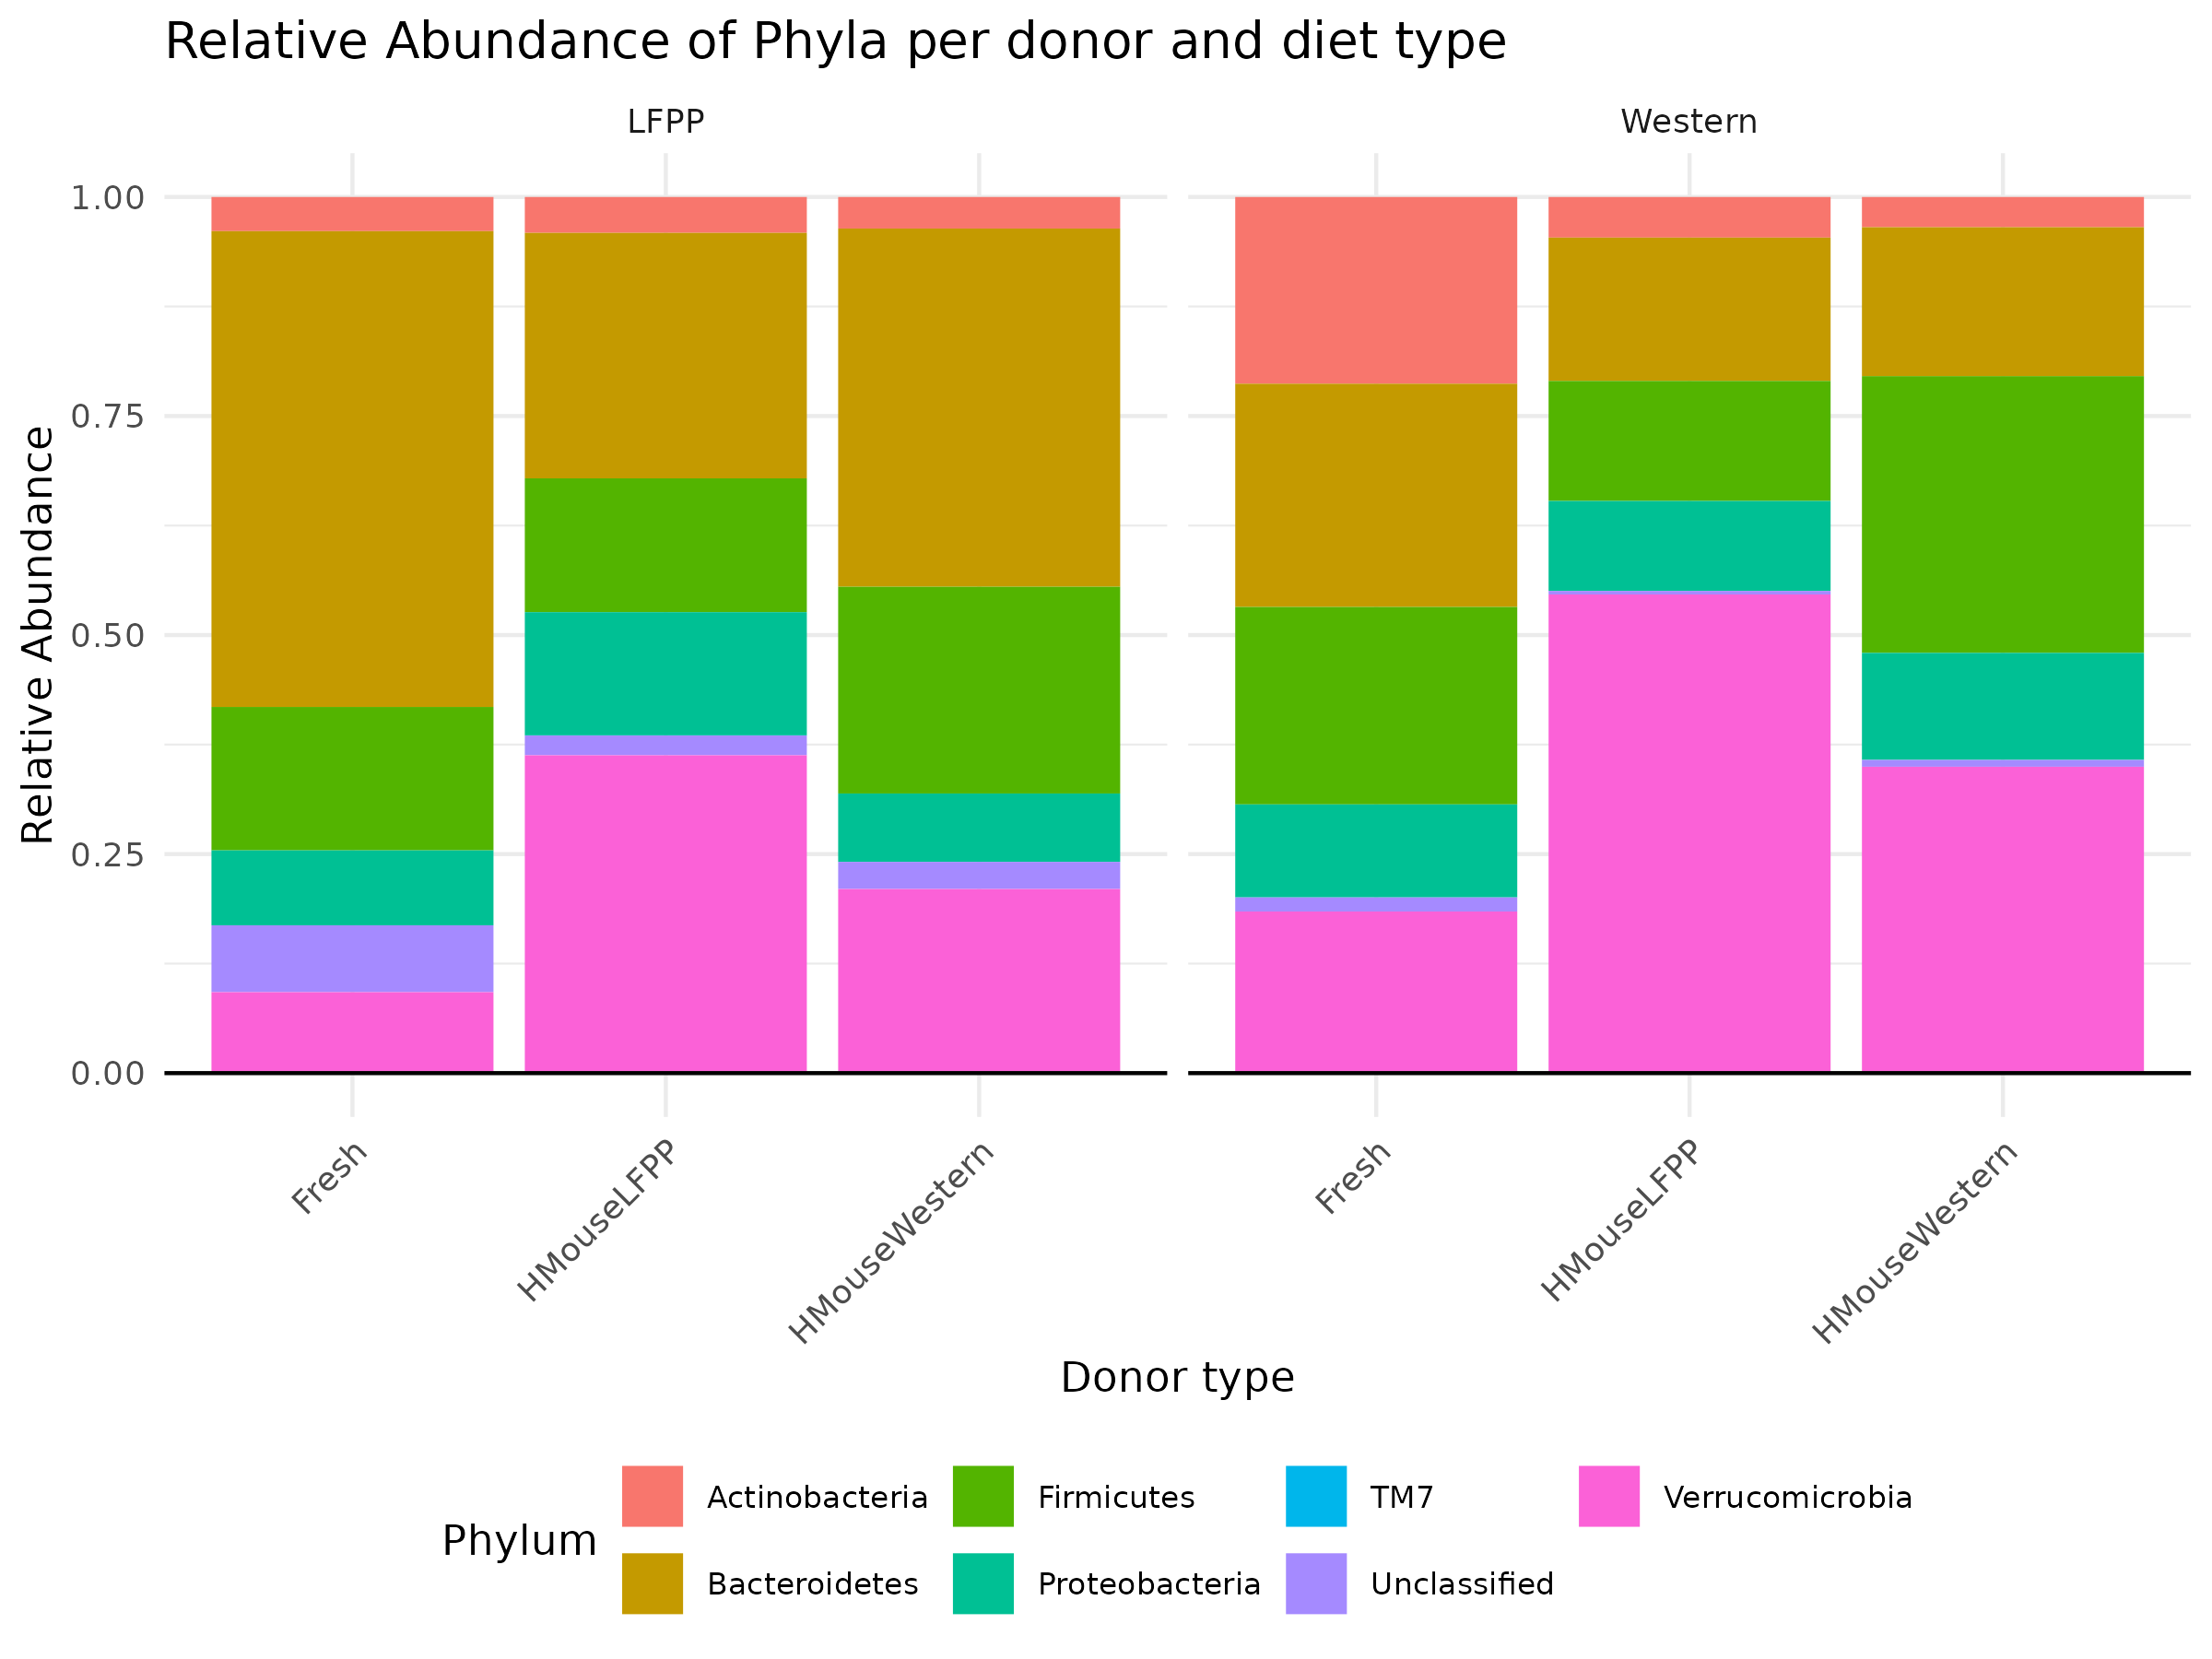 Relative Abundance of Phyla per donor and diet type
LFPP
Western
1.00
0.75
0.50
0.25
0.00
Relative Abundance
Fresh
HMouseLFPP
HMouseWestern
Fresh
HMouseLFPP
HMouseWestern
Donor type
Phylum
Actinobacteria
Firmicutes
TM7
Verrucomicrobia
Bacteroidetes
Proteobacteria
Unclassified